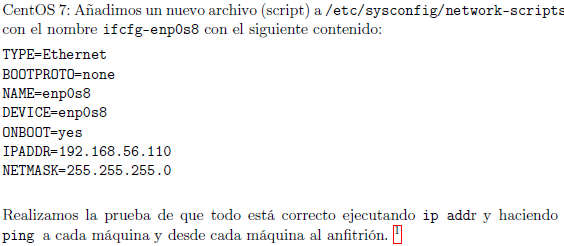 CentOS 7: Añadimos un nuevo archivo (script) a /etc/sysconfig/network-scripts
con el nombre ifcfg-enp0s8 con el siguiente contenido:
TYPE=Ethernet
BOOTPROTO=none
NAME=enp0s8
DEVICE=enp0s8
ONBOOT=yes
IPADDR=192.168.56.110
NETMASK=255.255.255.0
Realizamos la prueba de que todo está correcto ejecutando ip addr y haciendo
ping a cada máquina y desde cada máquina al anfitrión. 1